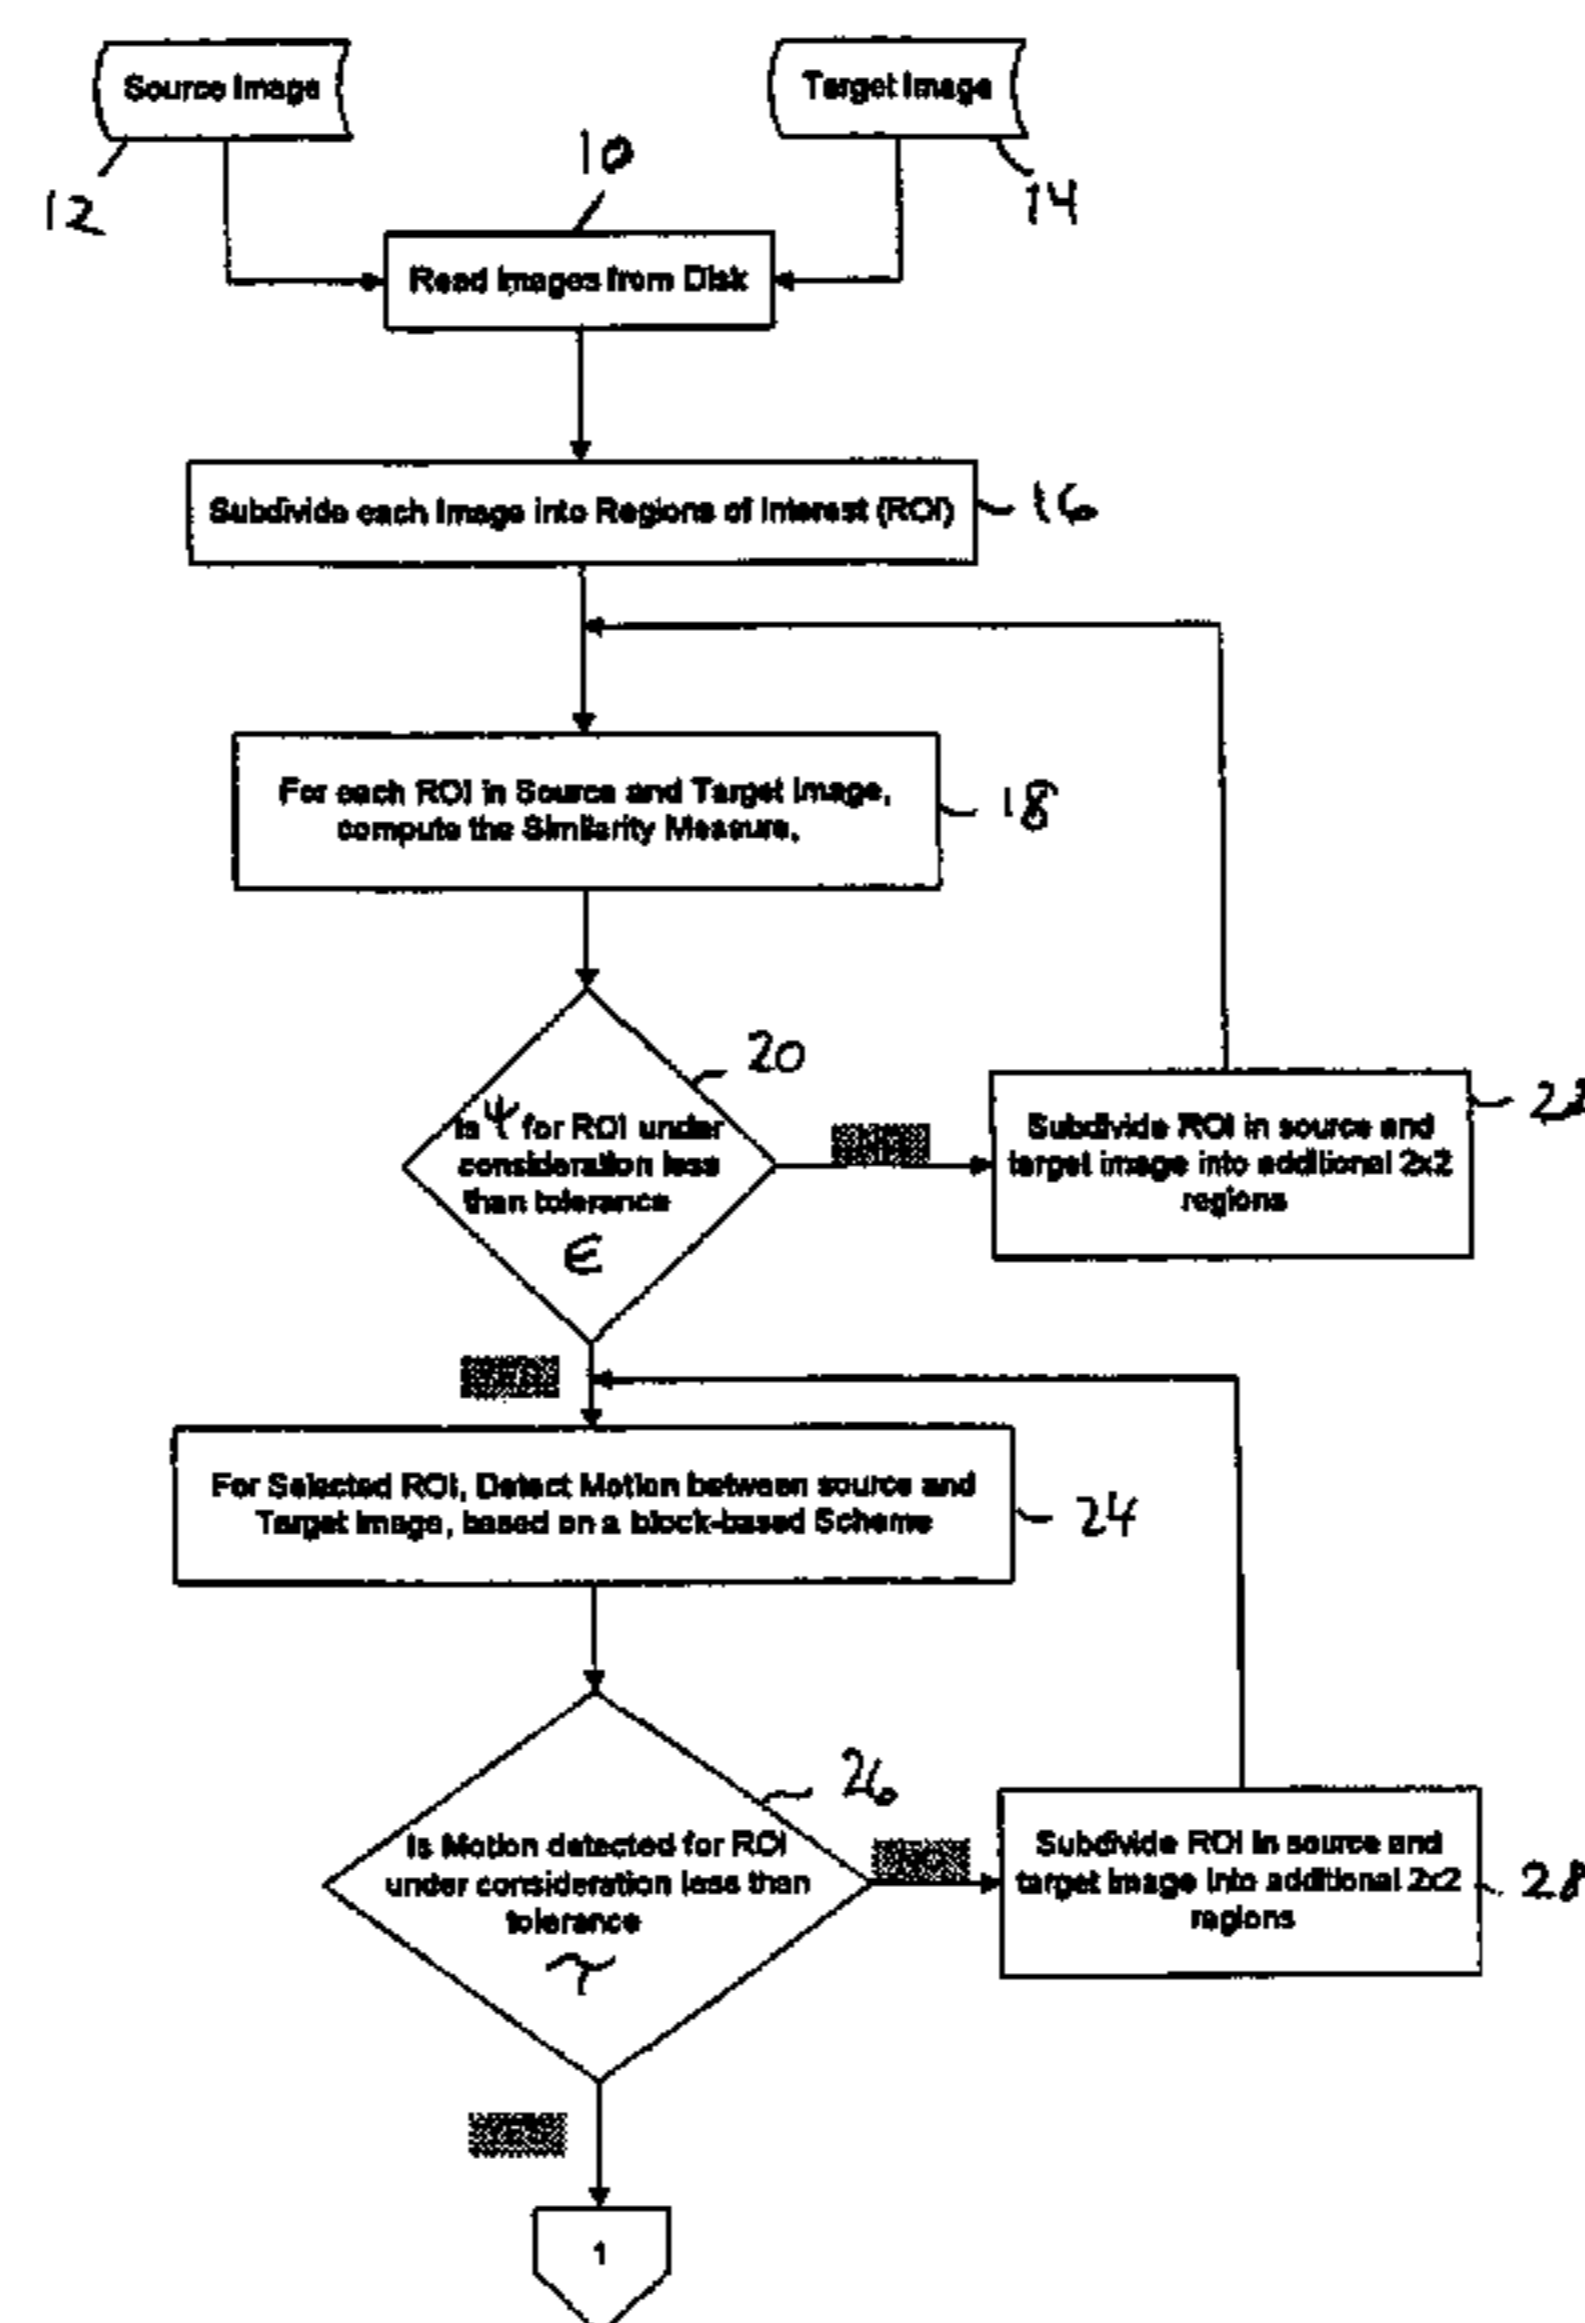 Source Image
Target Image
12
10
14
Read Images from Disk
Subdivide each Image into Regions of Interest (ROI)
16
For each ROI in Source and Target Image,
compute the Similarity Measure,
18
20
Is Ψ for ROI under
consideration less
than tolerance
ϵ
Subdivide ROI in source and
target image into additional 2x2
regions
For Selected ROI, Detect Motion between source and
Target Image, based on a block-based Scheme
24
26
Is Motion detected for ROI
under consideration less than
tolerance
τ
Subdivide ROI in source and
target image into additional 2x2
regions
28
1